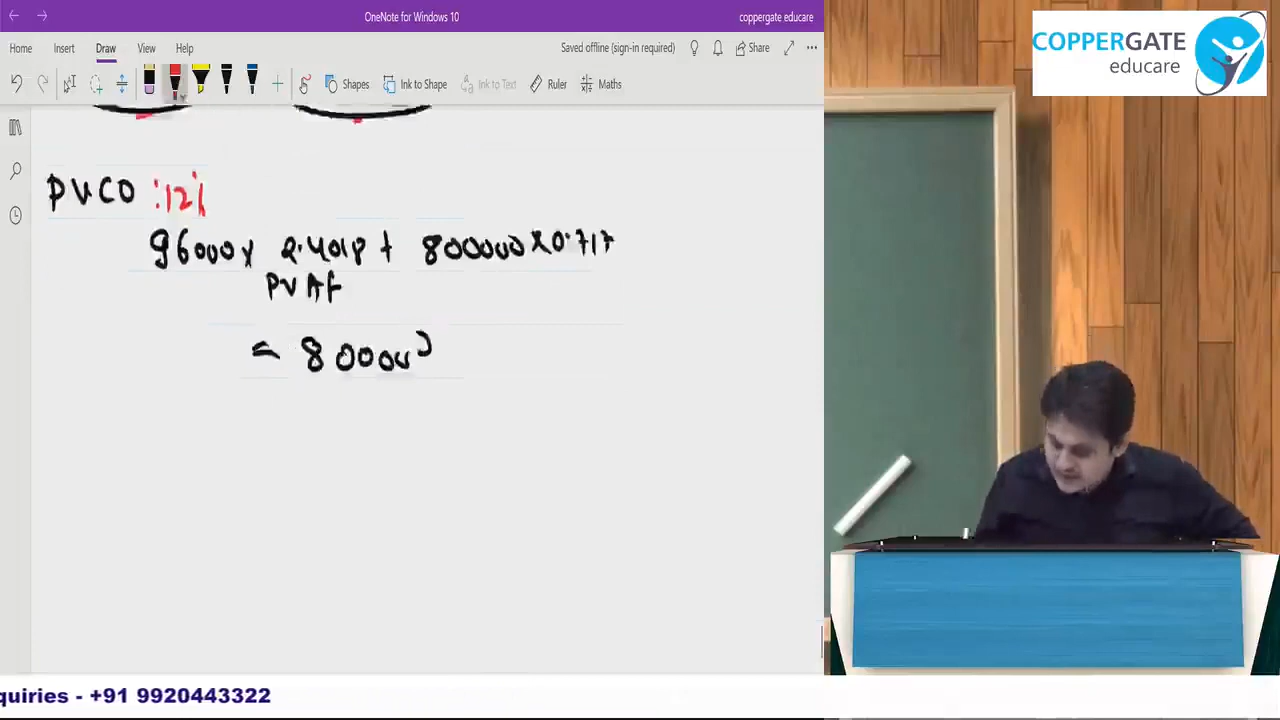 OneNote for Windows 10
coppergate educare
Home Insert Draw View Help
Saved offline (sign-in required)
Share
Shapes
Ink to Shape
Ink to Text
Ruler
Maths
COPPERGATE
educare
PVCO :12%
96000 x 2.4018 + 800000 x 0.717
PVAF
= 80000
quiries - +91 9920443322